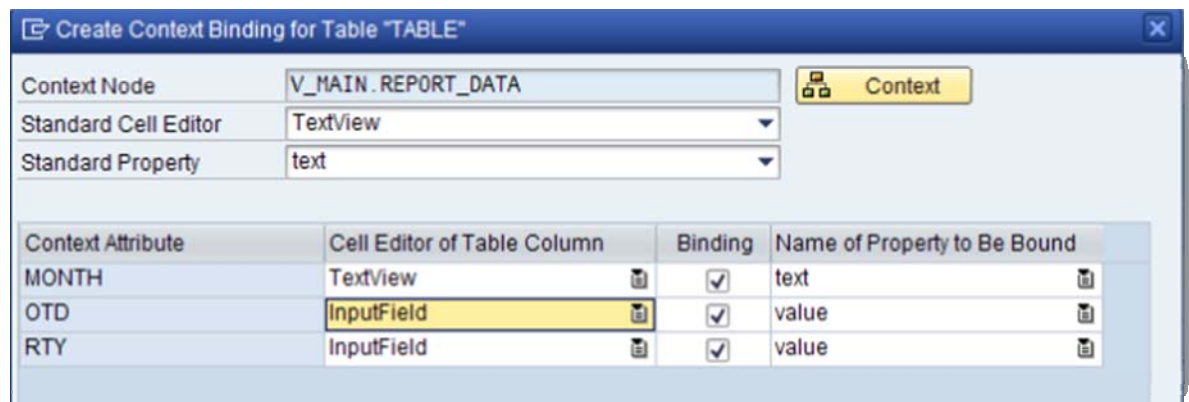 Create Context Binding for Table "TABLE"
Context Node V_MAIN.REPORT_DATA Context
Standard Cell Editor TextView
Standard Property text
Context Attribute Cell Editor of Table Column Binding Name of Property to Be Bound
MONTH TextView text
OTD InputField value
RTY InputField value